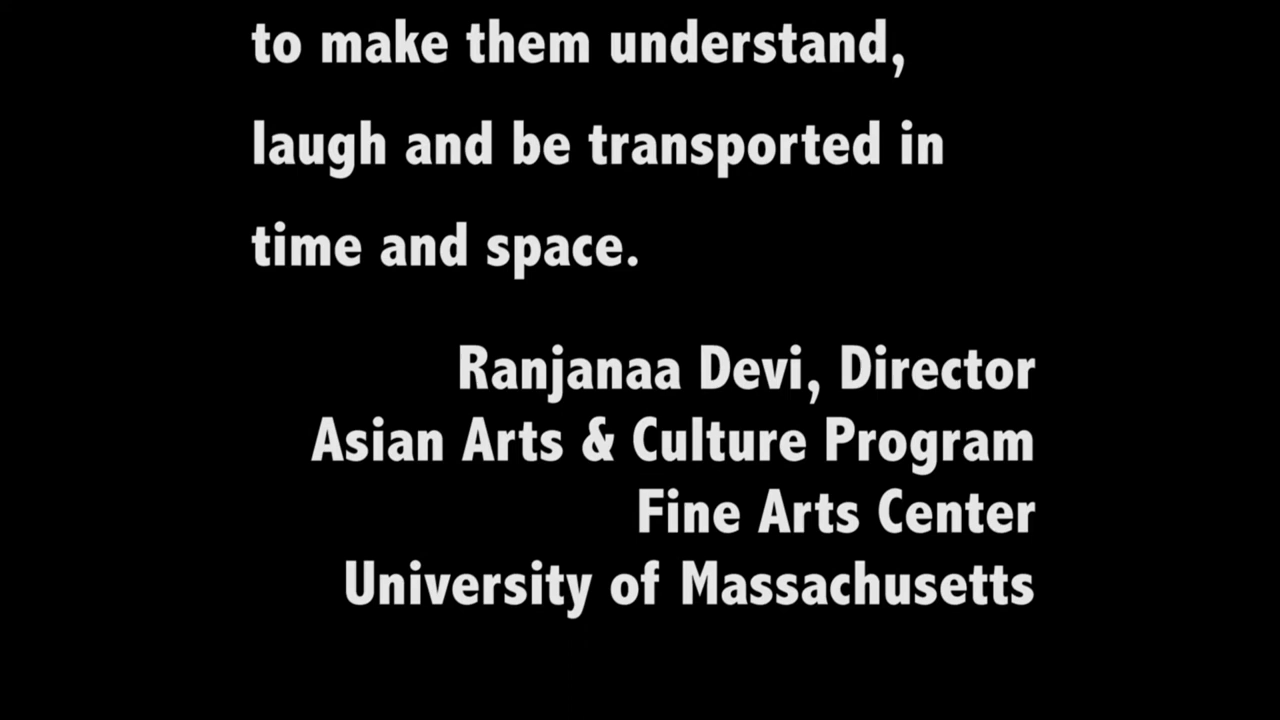 to make them understand,
laugh and be transported in
time and space.
Ranjanaa Devi, Director
Asian Arts & Culture Program
Fine Arts Center
University of Massachusetts